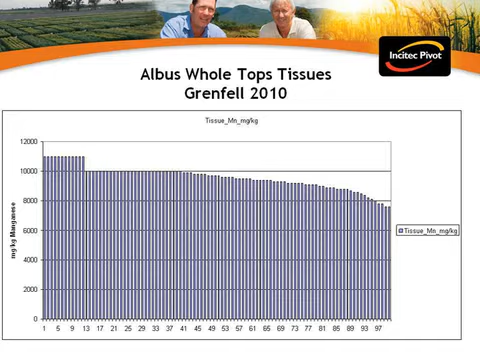 Incitec Pivot
Albus Whole Tops Tissues
Grenfell 2010
Tissue_Mn_mg/kg
12000
10000
8000
6000
4000
2000
0
mg/kg Manganese
Tissue_Mn_mg/kg
1 5 9 13 17 21 25 29 33 37 41 45 49 53 57 61 65 69 73 77 81 85 89 93 97